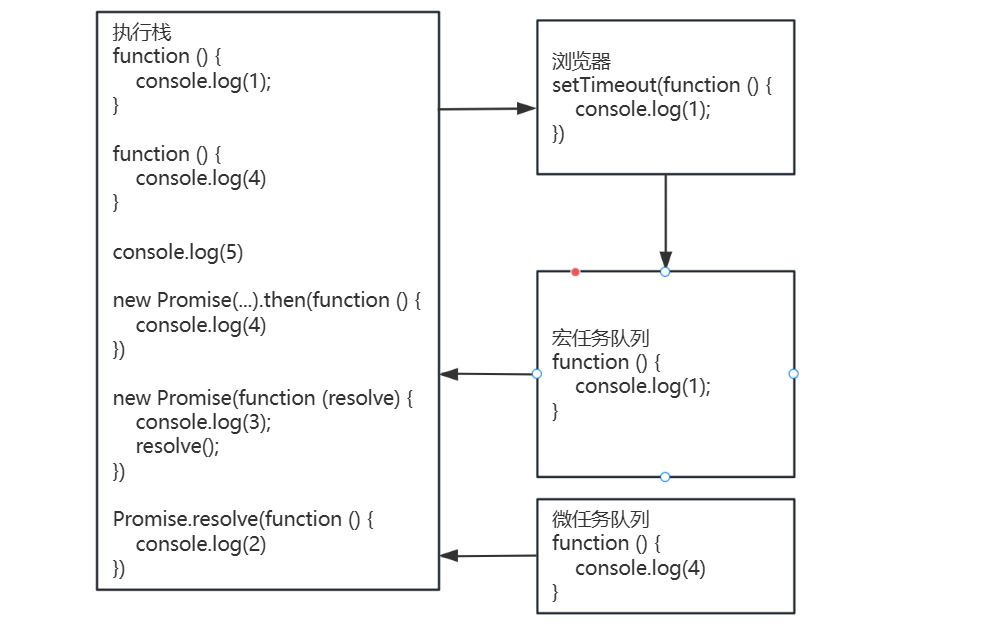 执行栈
function () {
console.log(1);
}
function () {
console.log(4)
}
console.log(5)
new Promise(...).then(function () {
console.log(4)
})
new Promise(function (resolve) {
console.log(3);
resolve();
})
Promise.resolve(function () {
console.log(2)
})
浏览器
setTimeout(function () {
console.log(1);
})
宏任务队列
function () {
console.log(1);
}
微任务队列
function () {
console.log(4)
}